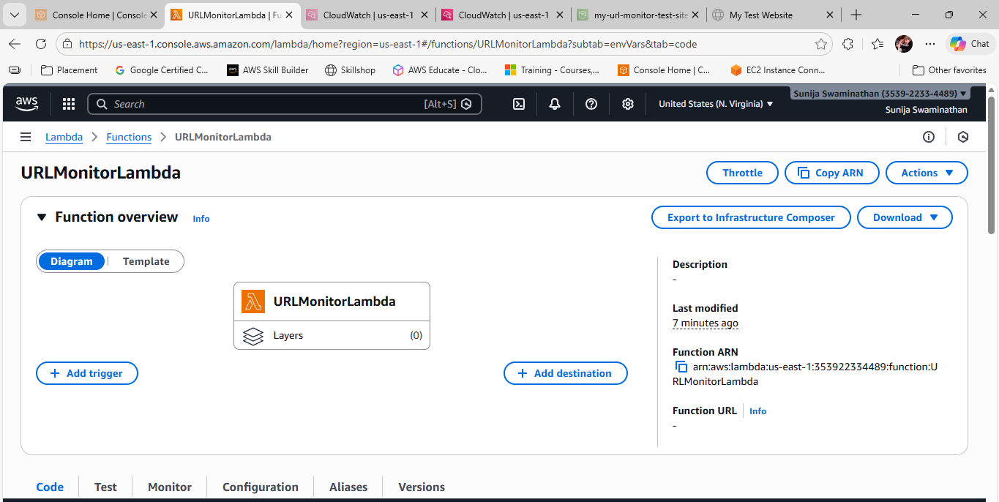 Console Home | Console
URLMonitorLambda | Fu
CloudWatch | us-east-1
CloudWatch | us-east-1
my-url-monitor-test-site
My Test Website
https://us-east-1.console.aws.amazon.com/lambda/home?region=us-east-1#/functions/URLMonitorLambda?subtab=envVars&tab=code
Chat
Placement
Google Certified C...
AWS Skill Builder
Skillshop
AWS Educate - Clo...
Training - Courses,...
Console Home | C...
EC2 Instance Conn...
Other favorites
aws
Search
[Alt+S]
United States (N. Virginia)
Sunija Swaminathan (3539-2233-4489)
Sunija Swaminathan
Lambda
Functions
URLMonitorLambda
URLMonitorLambda
Throttle
Copy ARN
Actions
Function overview
Info
Export to Infrastructure Composer
Download
Diagram
Template
URLMonitorLambda
Layers
(0)
Add trigger
Add destination
Description
-
Last modified
7 minutes ago
Function ARN
arn:aws:lambda:us-east-1:353922334489:function:U
RLMonitorLambda
Function URL
Info
-
Code
Test
Monitor
Configuration
Aliases
Versions